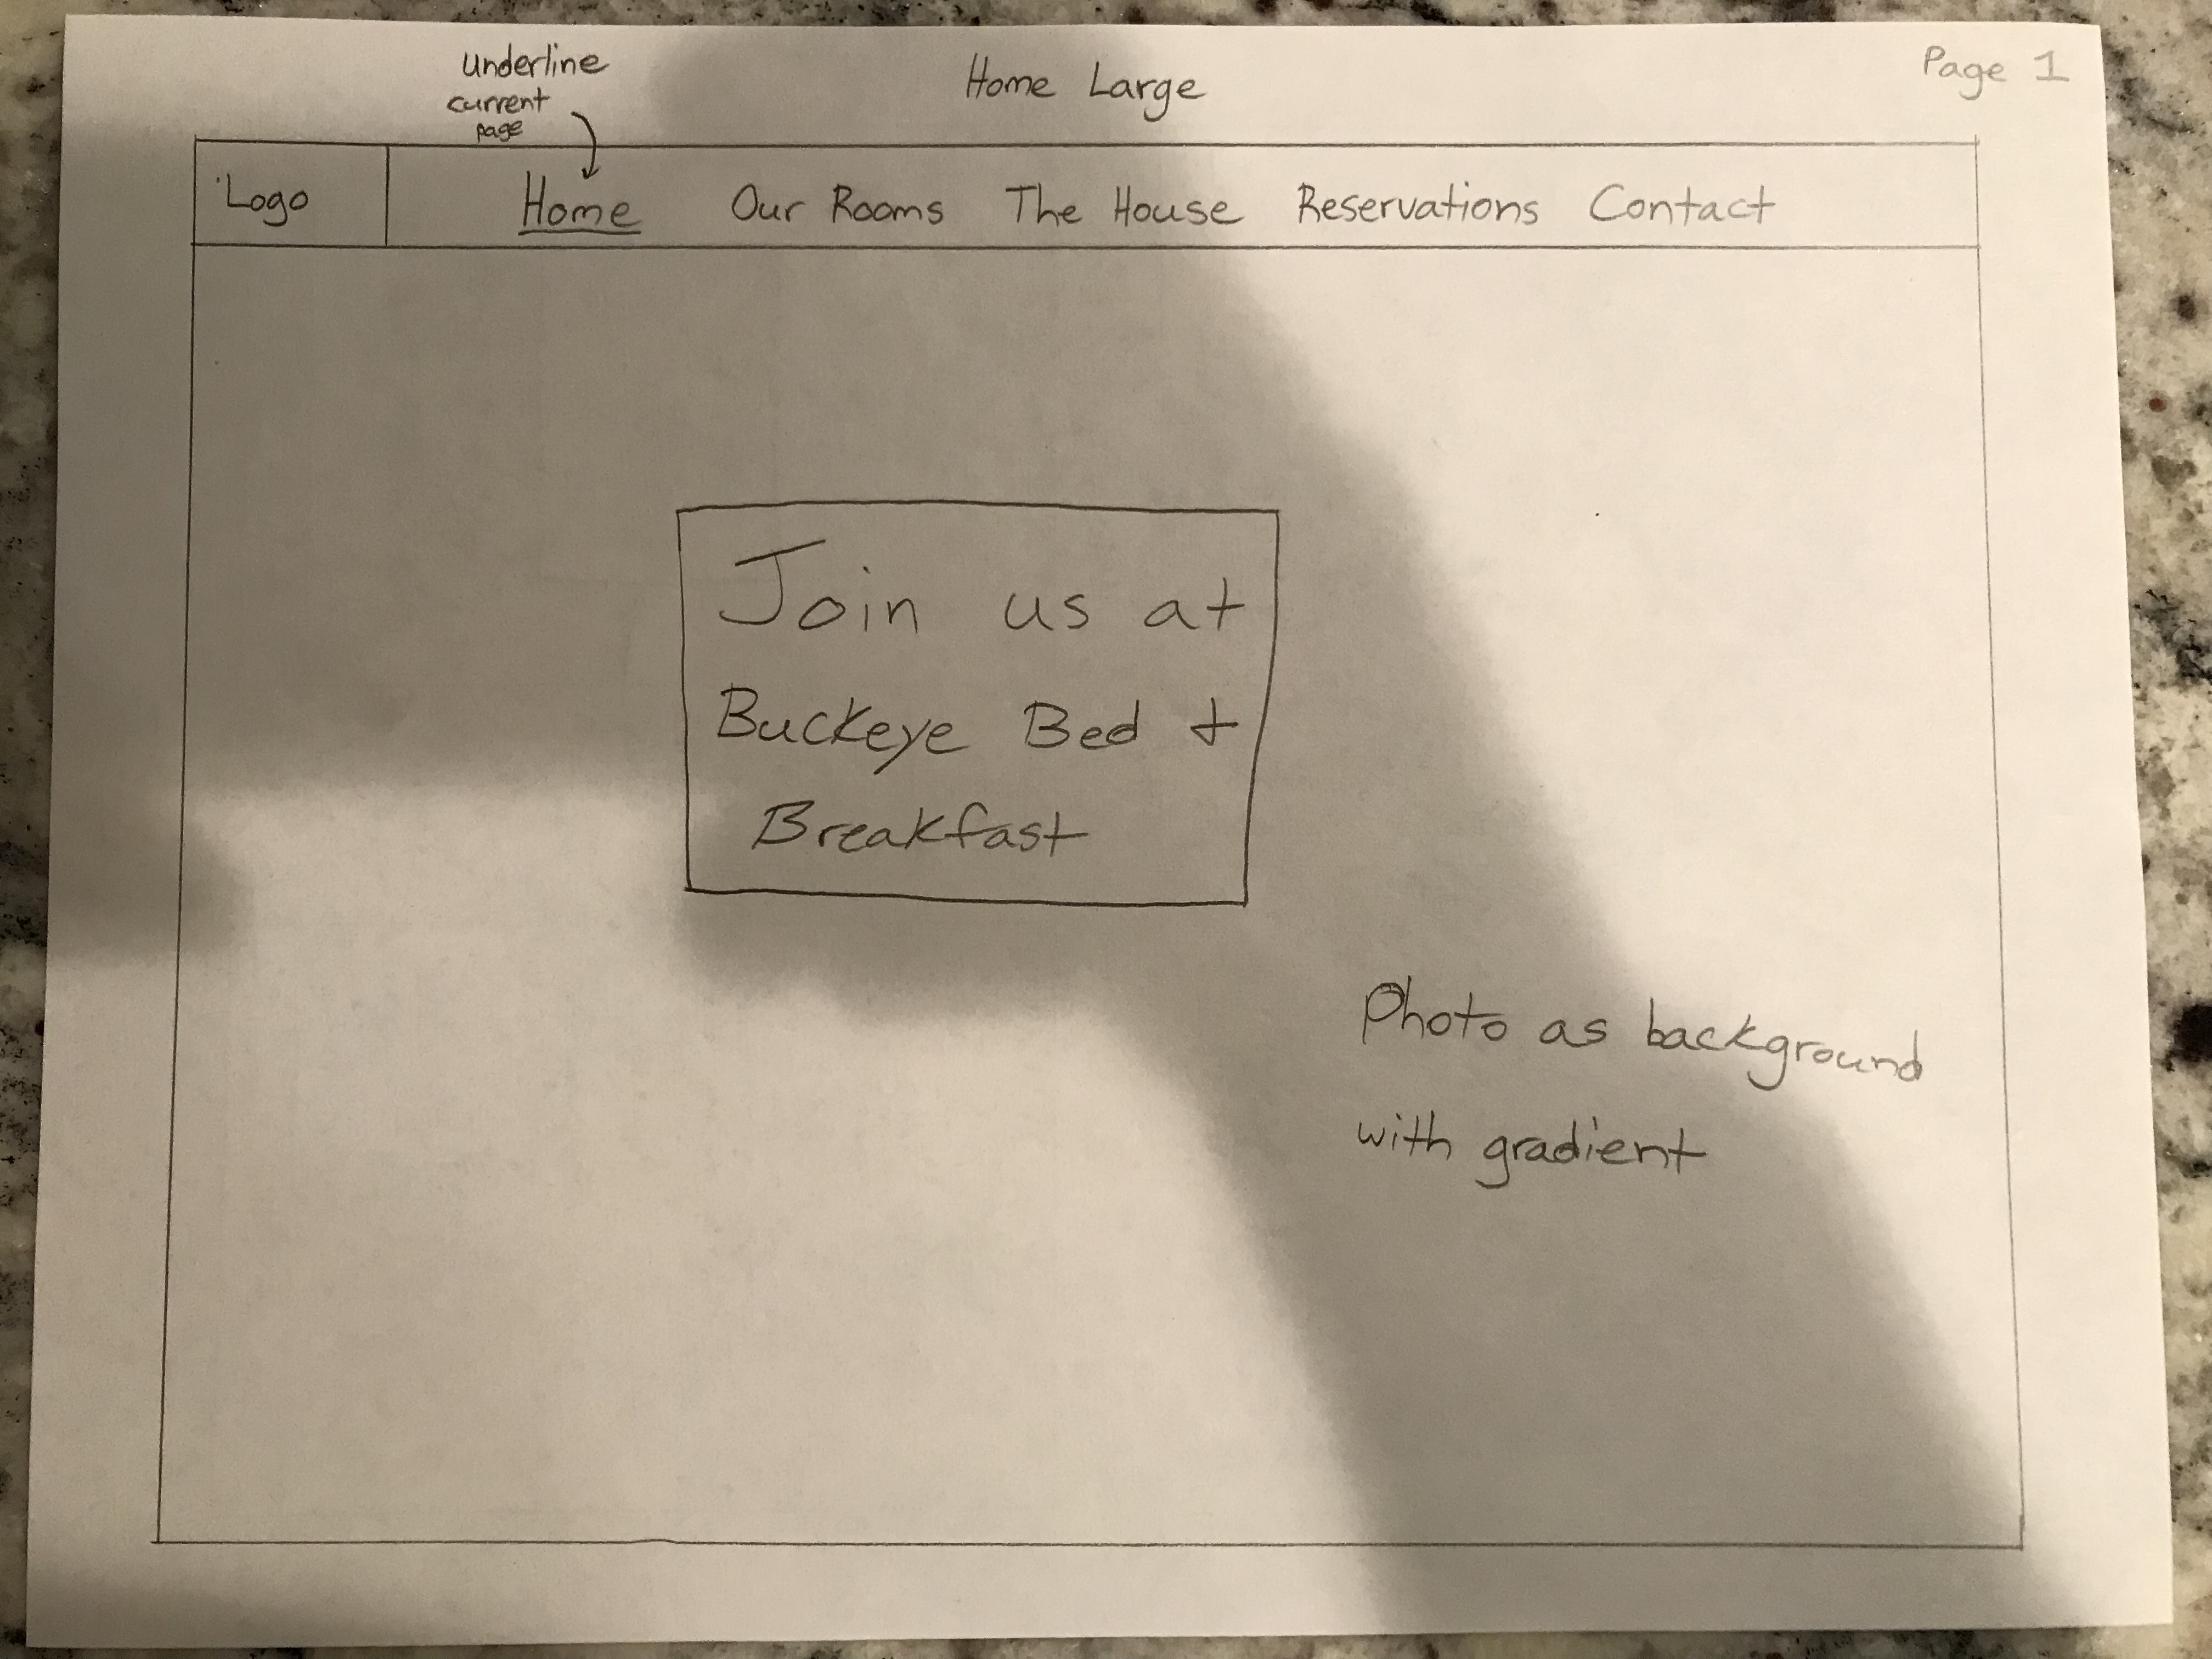 Home Large
Page 1
underline
current
page
Logo
Home Our Rooms The House Reservations Contact
Join us at
Buckeye Bed +
Breakfast
Photo as background
with gradient